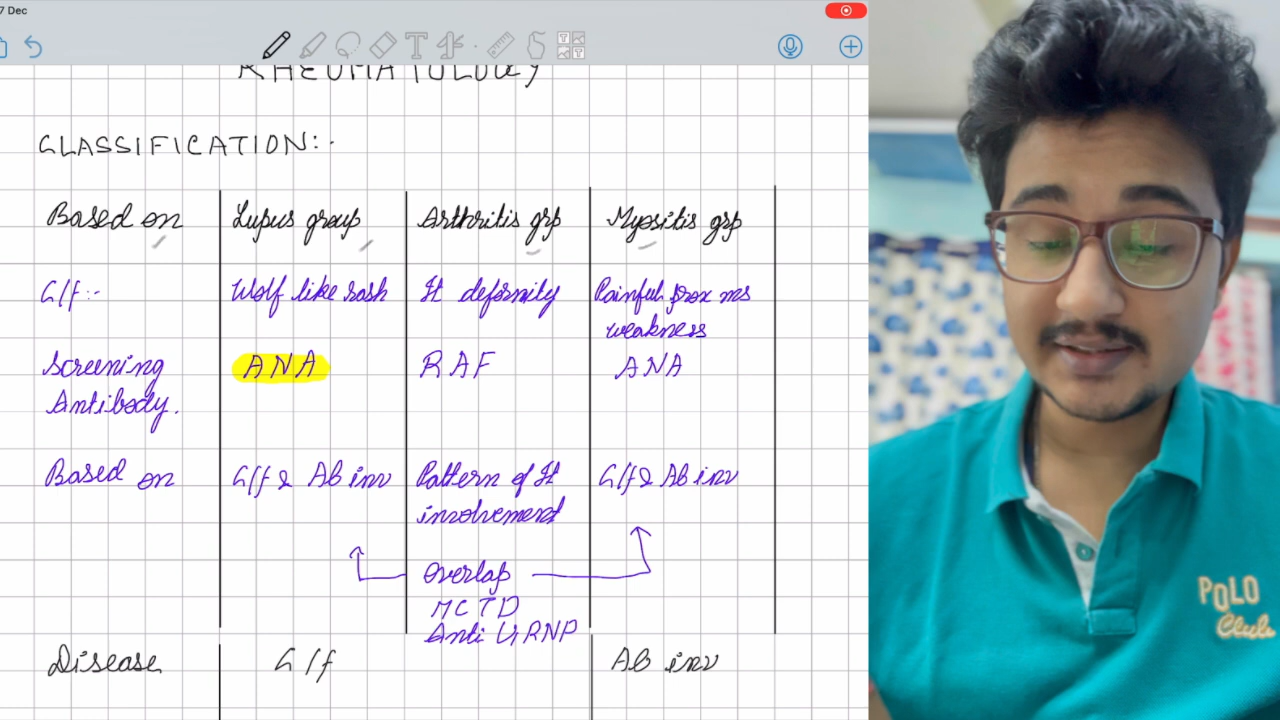 7 Dec
RHEUMATOLOGY
CLASSIFICATION:-
Based on Lupus group Arthritis grp Myositis grp
C/f:- Wolf like rash Jt deformity Painful prox ms
weakness
Screening ANA RAF ANA
Antibody.
Based on C/f & Ab inv Pattern of Jt C/f & Ab inv
involvement
Overlap
MCTD
Anti U1RNP
Disease C/f Ab inv
POLO
Club